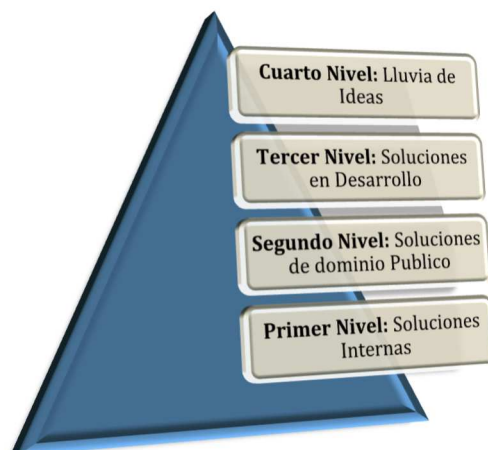 Cuarto Nivel: Lluvia de
Ideas
Tercer Nivel: Soluciones
en Desarrollo
Segundo Nivel: Soluciones
de dominio Publico
Primer Nivel: Soluciones
Internas